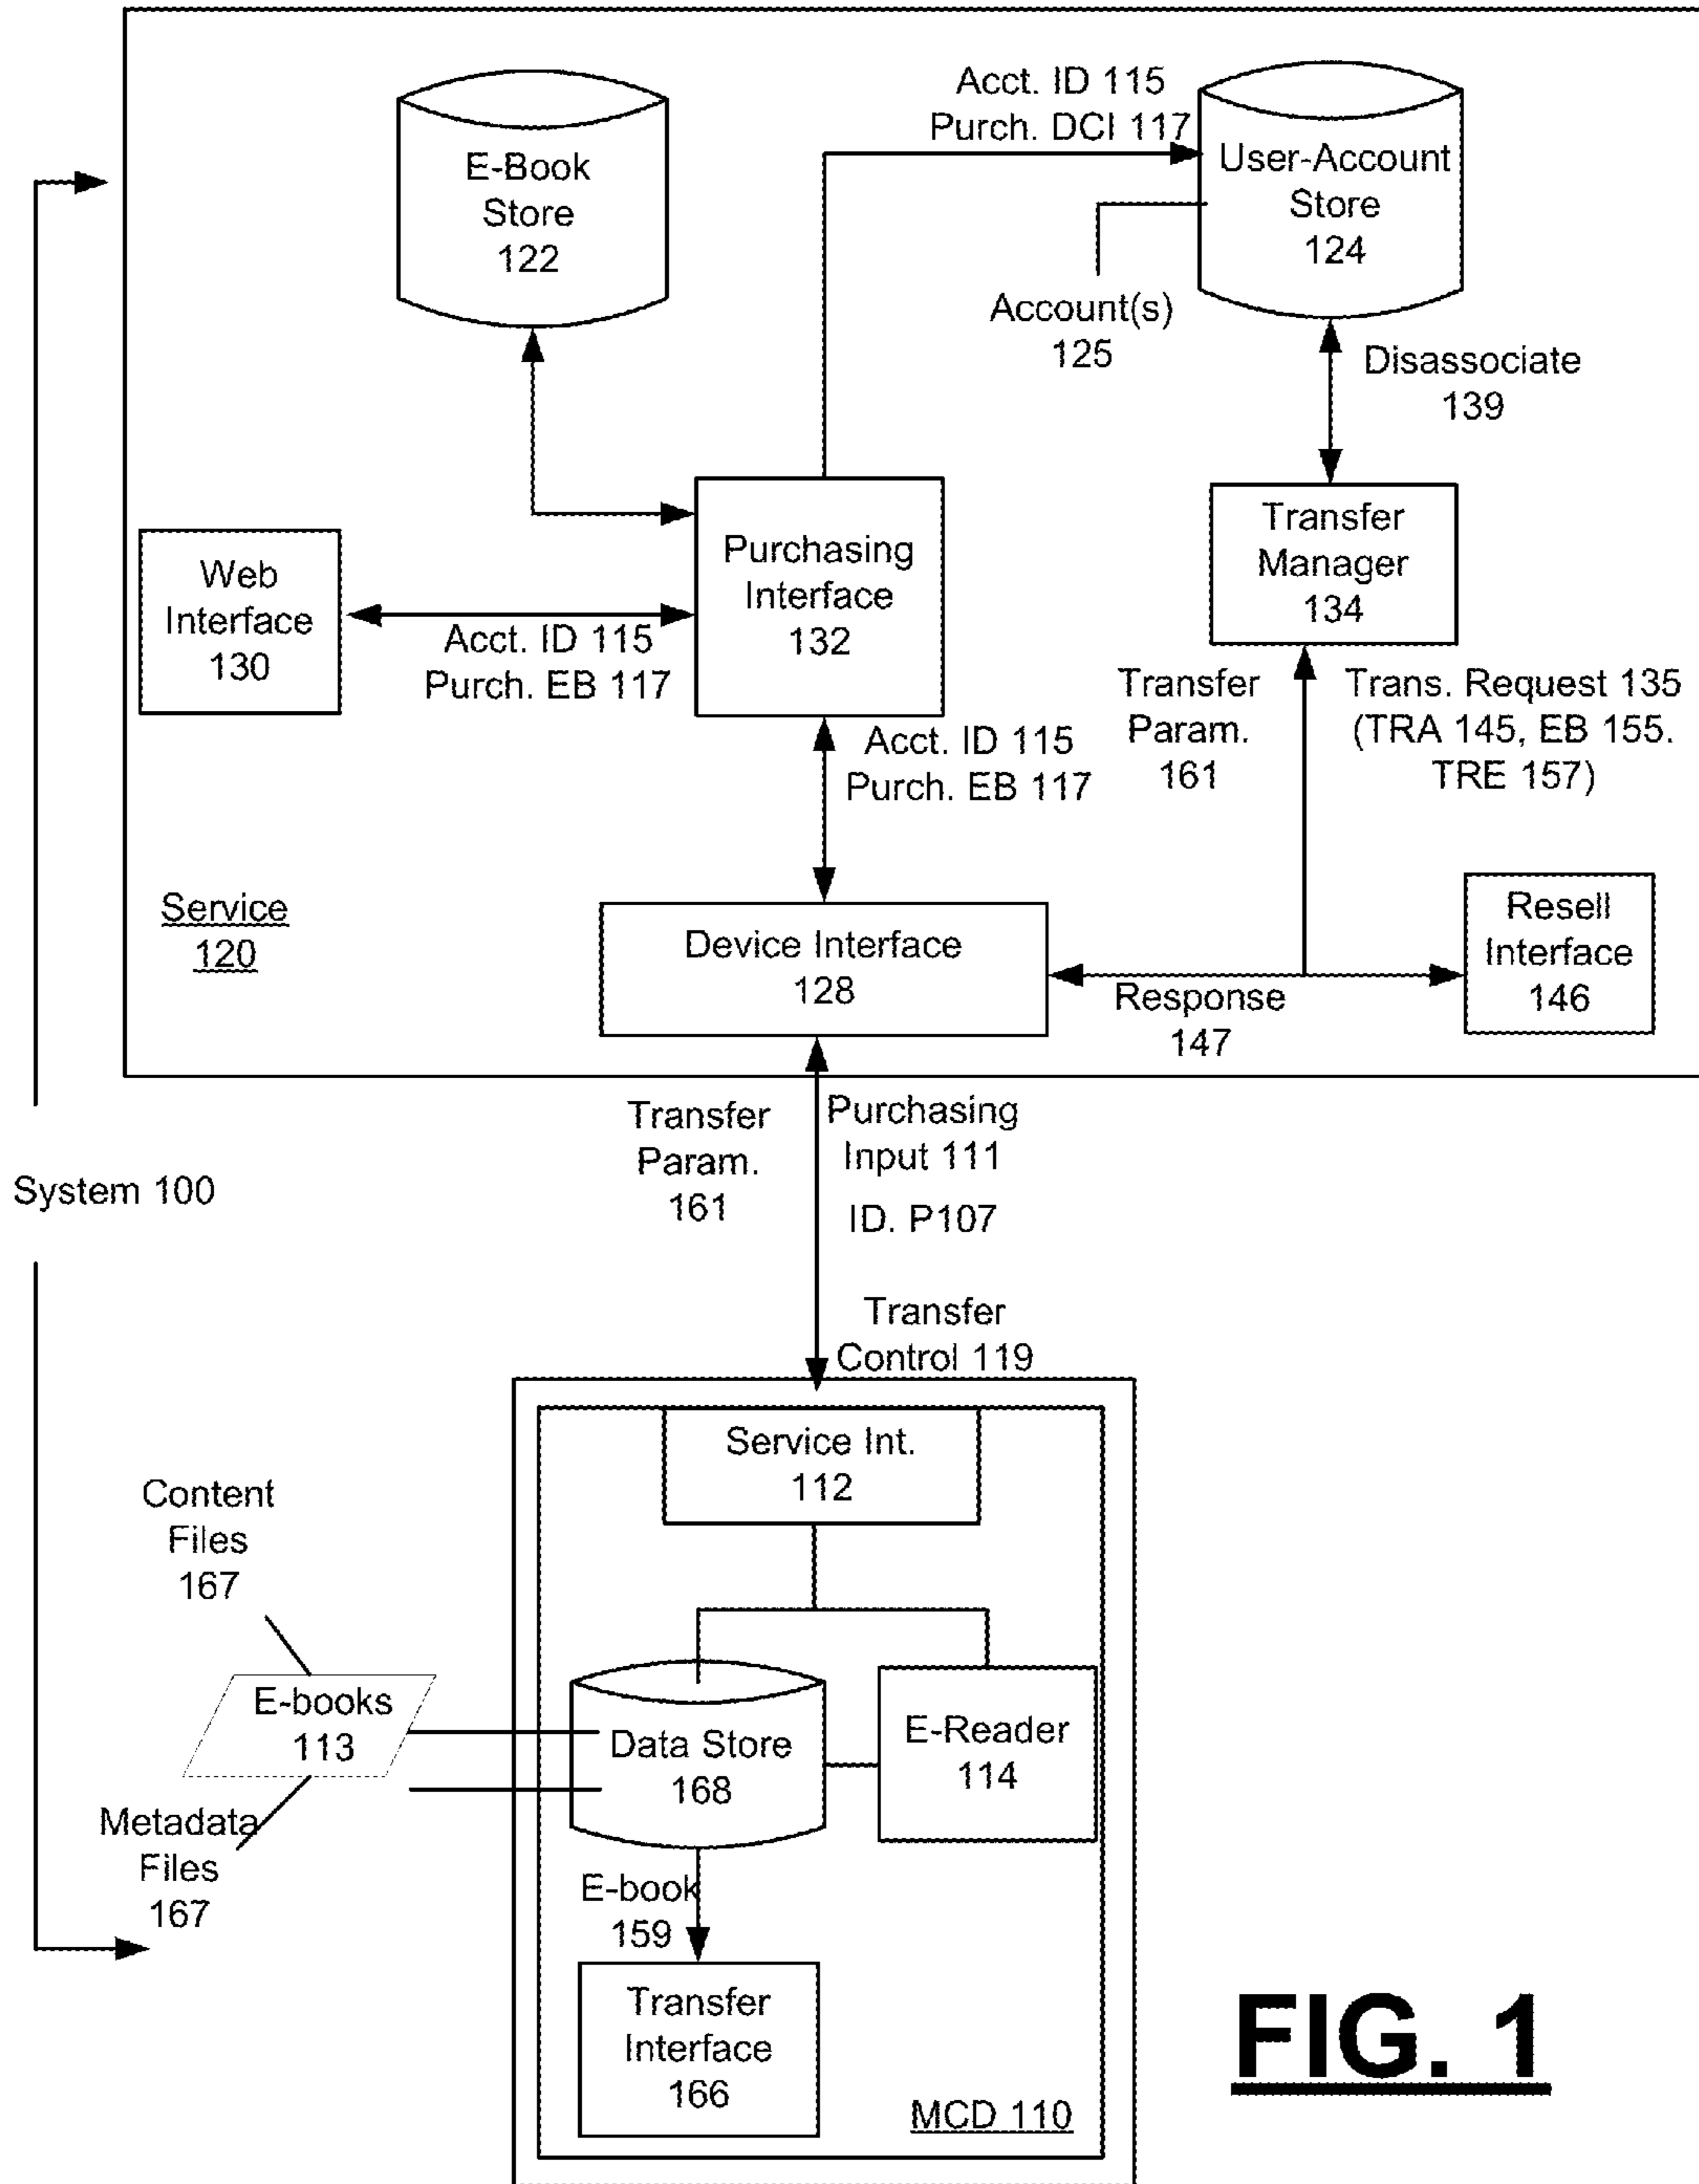 Acct. ID 115
Purch. DCI 117
E-Book
Store
122
User-Account
Store
124
Account(s)
125
Disassociate
139
Web
Interface
130
Purchasing
Interface
132
Transfer
Manager
134
Acct. ID 115
Purch. EB 117
Transfer
Param.
161
Trans. Request 135
(TRA 145, EB 155.
TRE 157)
Acct. ID 115
Purch. EB 117
Service
120
Device Interface
128
Response
147
Resell
Interface
146
Transfer
Param.
161
Purchasing
Input 111
ID. P107
System 100
Transfer
Control 119
Service Int.
112
Content
Files
167
E-books
113
Metadata
Files
167
Data Store
168
E-Reader
114
E-book
159
Transfer
Interface
166
MCD 110
FIG. 1